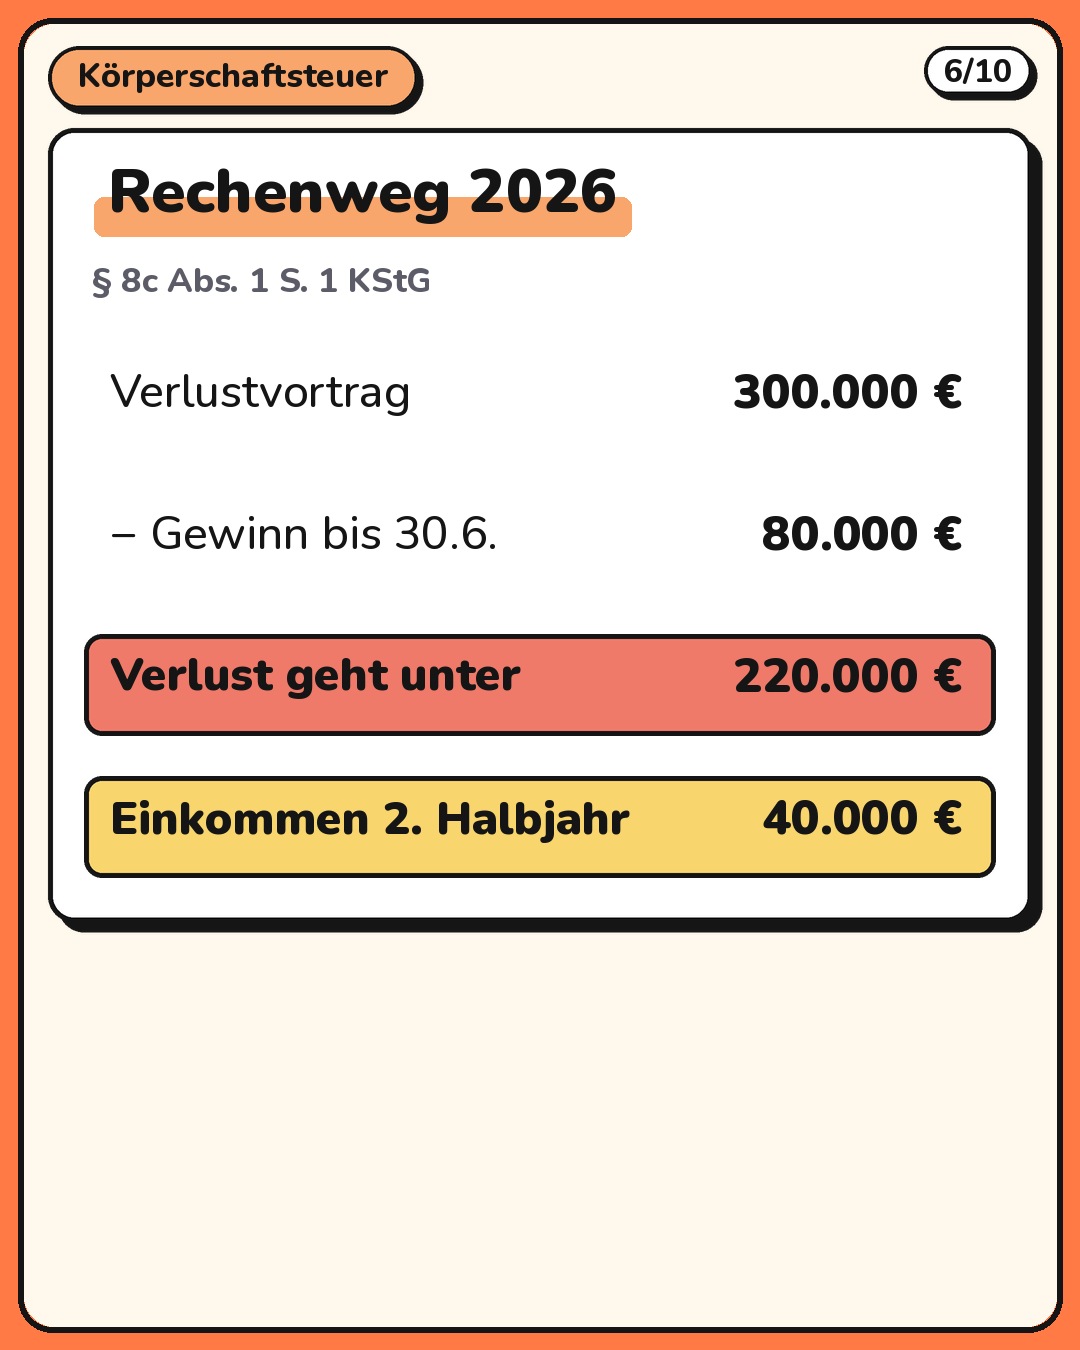 Körperschaftsteuer
6/10
Rechenweg 2026
§ 8c Abs. 1 S. 1 KStG
Verlustvortrag 300.000 €
– Gewinn bis 30.6. 80.000 €
Verlust geht unter 220.000 €
Einkommen 2. Halbjahr 40.000 €